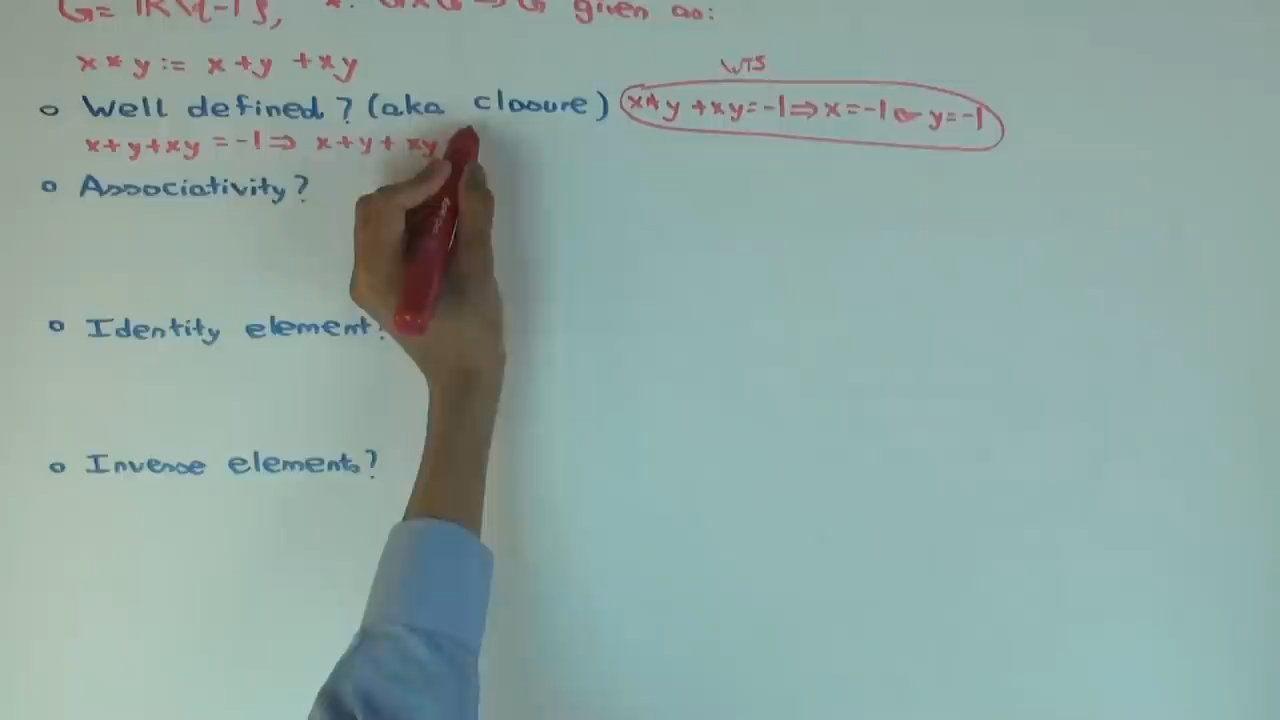 G = ℝ\{-1}, *: G×G → G given as:
x * y := x + y + xy
WTS
○ Well defined? (aka closure) x + y + xy = -1 ⇒ x = -1 or y = -1
x + y + xy = -1 ⇒ x + y + xy
○ Associativity?
○ Identity element?
○ Inverse elements?